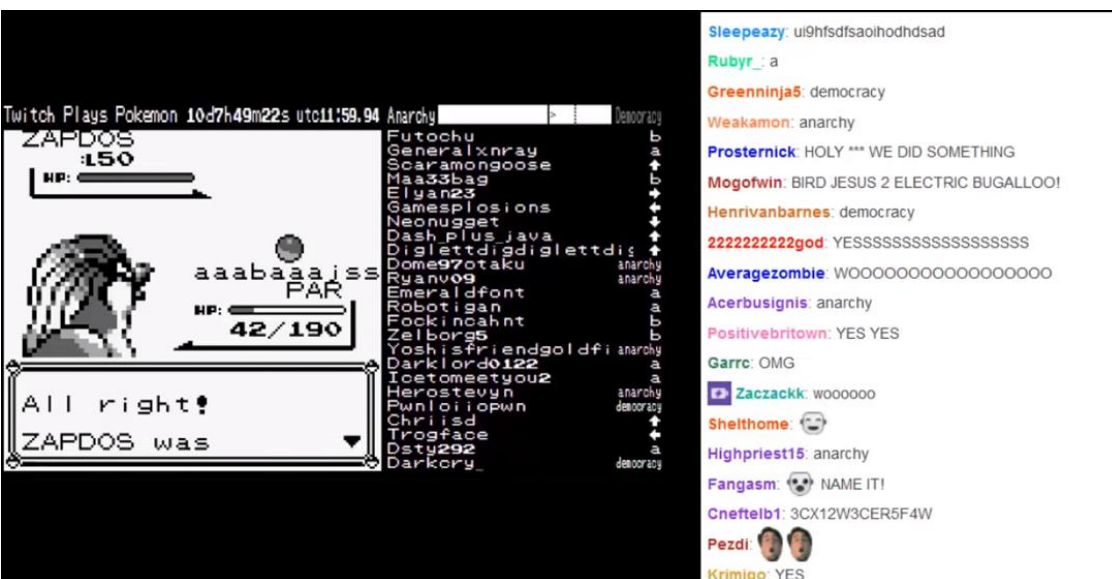 Twitch Plays Pokemon 10d7h49m22s utc11:59.94 Anarchy > Democracy
ZAPDOS
:L50
HP:
aaabaaajss
PAR
HP:
42/190
All right!
ZAPDOS was
Futochu b
Generalxnray a
Scaramongoose ⬆
Maa33bag b
Elyan23 ➡
Gamesplosions ⬅
Neonugget ⬇
Dash_plus_java ⬆
Diglettdigdiglettdig ⬆
Dome97otaku anarchy
Ryanv09 anarchy
Emeraldfont a
Robotigan a
Fockincahnt b
Zelborg5 b
Yoshisfriendgoldfi anarchy
Darklord0122 a
Icetomeetyou2 a
Herostevyn anarchy
Pwnloiiopwn democracy
Chriisd ⬆
Trogface ⬅
Dsty292 a
Darkcry_ democracy
Sleepeazy: ui9hfsdfsaoihodhdsad
Rubyr_: a
Greenninja5: democracy
Weakamon: anarchy
Prosternick: HOLY *** WE DID SOMETHING
Mogofwin: BIRD JESUS 2 ELECTRIC BUGALLOO!
Henrivanbarnes: democracy
2222222222god: YESSSSSSSSSSSSSSSSSS
Averagezombie: WOOOOOOOOOOOOOOOOO
Acerbusignis: anarchy
Positivebritown: YES YES
Garrc: OMG
Zaczackk: woooooo
Shelthome:
Highpriest15: anarchy
Fangasm: NAME IT!
Cneftelb1: 3CX12W3CER5F4W
Pezdi:
Krimigo: YES